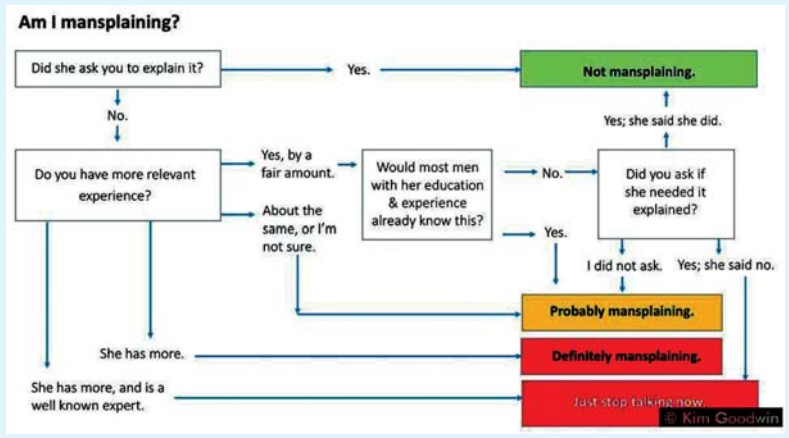 Am I mansplaining?
Did she ask you to explain it?
Yes.
Not mansplaining.
No.
Yes; she said she did.
Do you have more relevant
experience?
Yes, by a
fair amount.
Would most men
with her education
& experience
already know this?
No.
Did you ask if
she needed it
explained?
About the
same, or I'm
not sure.
Yes.
I did not ask.
Yes; she said no.
Probably mansplaining.
She has more.
Definitely mansplaining.
She has more, and is a
well known expert.
Just stop talking now.
© Kim Goodwin